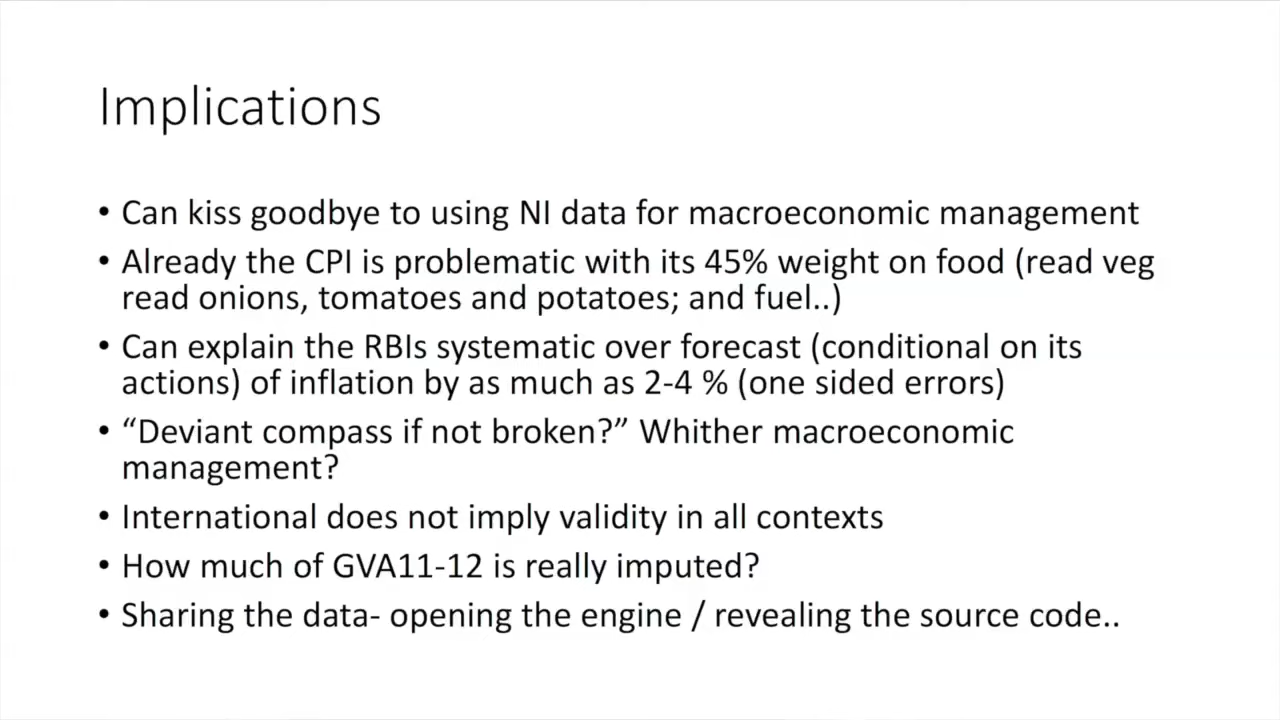 Implications
• Can kiss goodbye to using NI data for macroeconomic management
• Already the CPI is problematic with its 45% weight on food (read veg
read onions, tomatoes and potatoes; and fuel..)
• Can explain the RBIs systematic over forecast (conditional on its
actions) of inflation by as much as 2-4 % (one sided errors)
• “Deviant compass if not broken?” Whither macroeconomic
management?
• International does not imply validity in all contexts
• How much of GVA11-12 is really imputed?
• Sharing the data- opening the engine / revealing the source code..